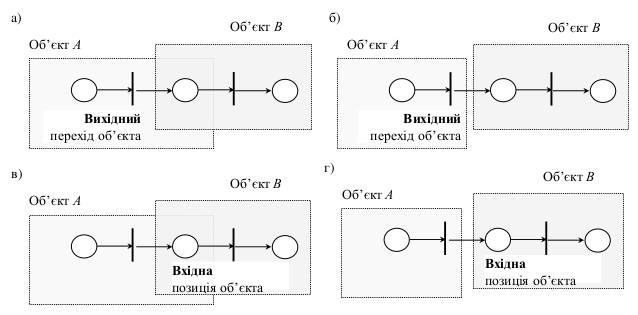 а)
Об’єкт B
Об’єкт A
Вихідний
перехід об’єкта
б)
Об’єкт B
Об’єкт A
Вихідний
перехід об’єкта
в)
Об’єкт B
Об’єкт A
Вхідна
позиція об’єкта
г)
Об’єкт B
Об’єкт A
Вхідна
позиція об’єкта